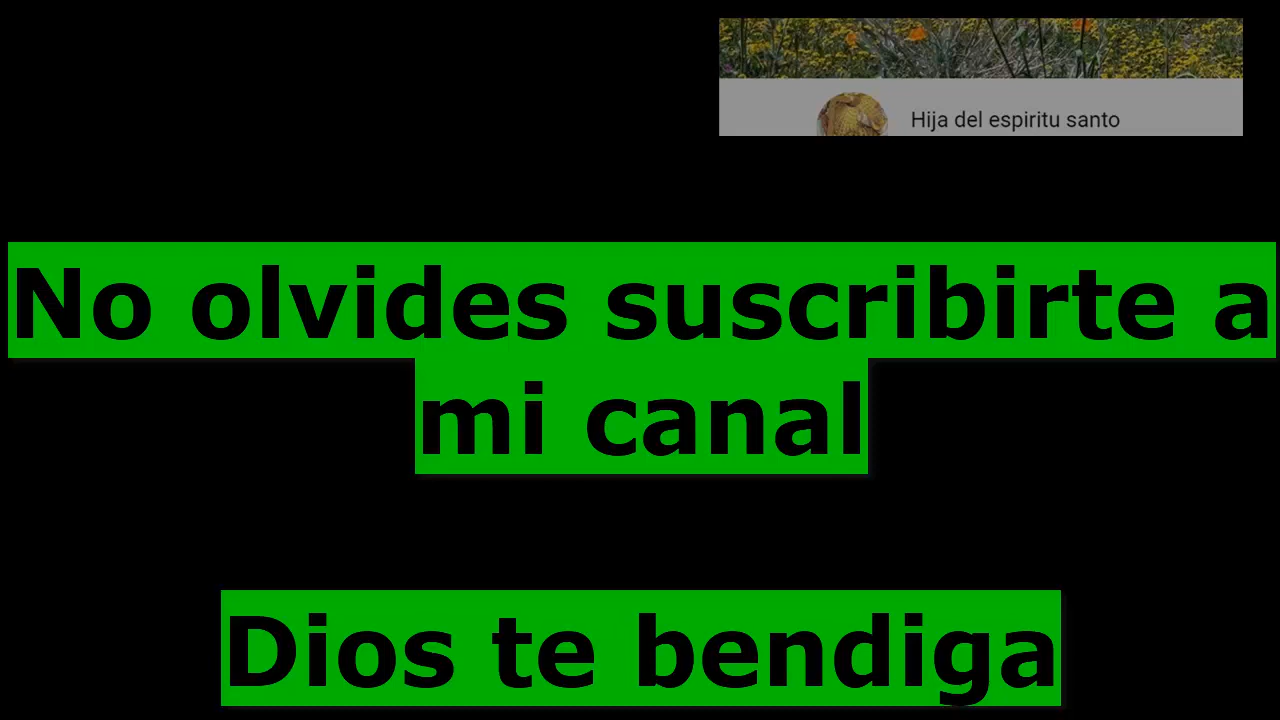 Hija del espiritu santo
No olvides suscribirte a
mi canal
Dios te bendiga